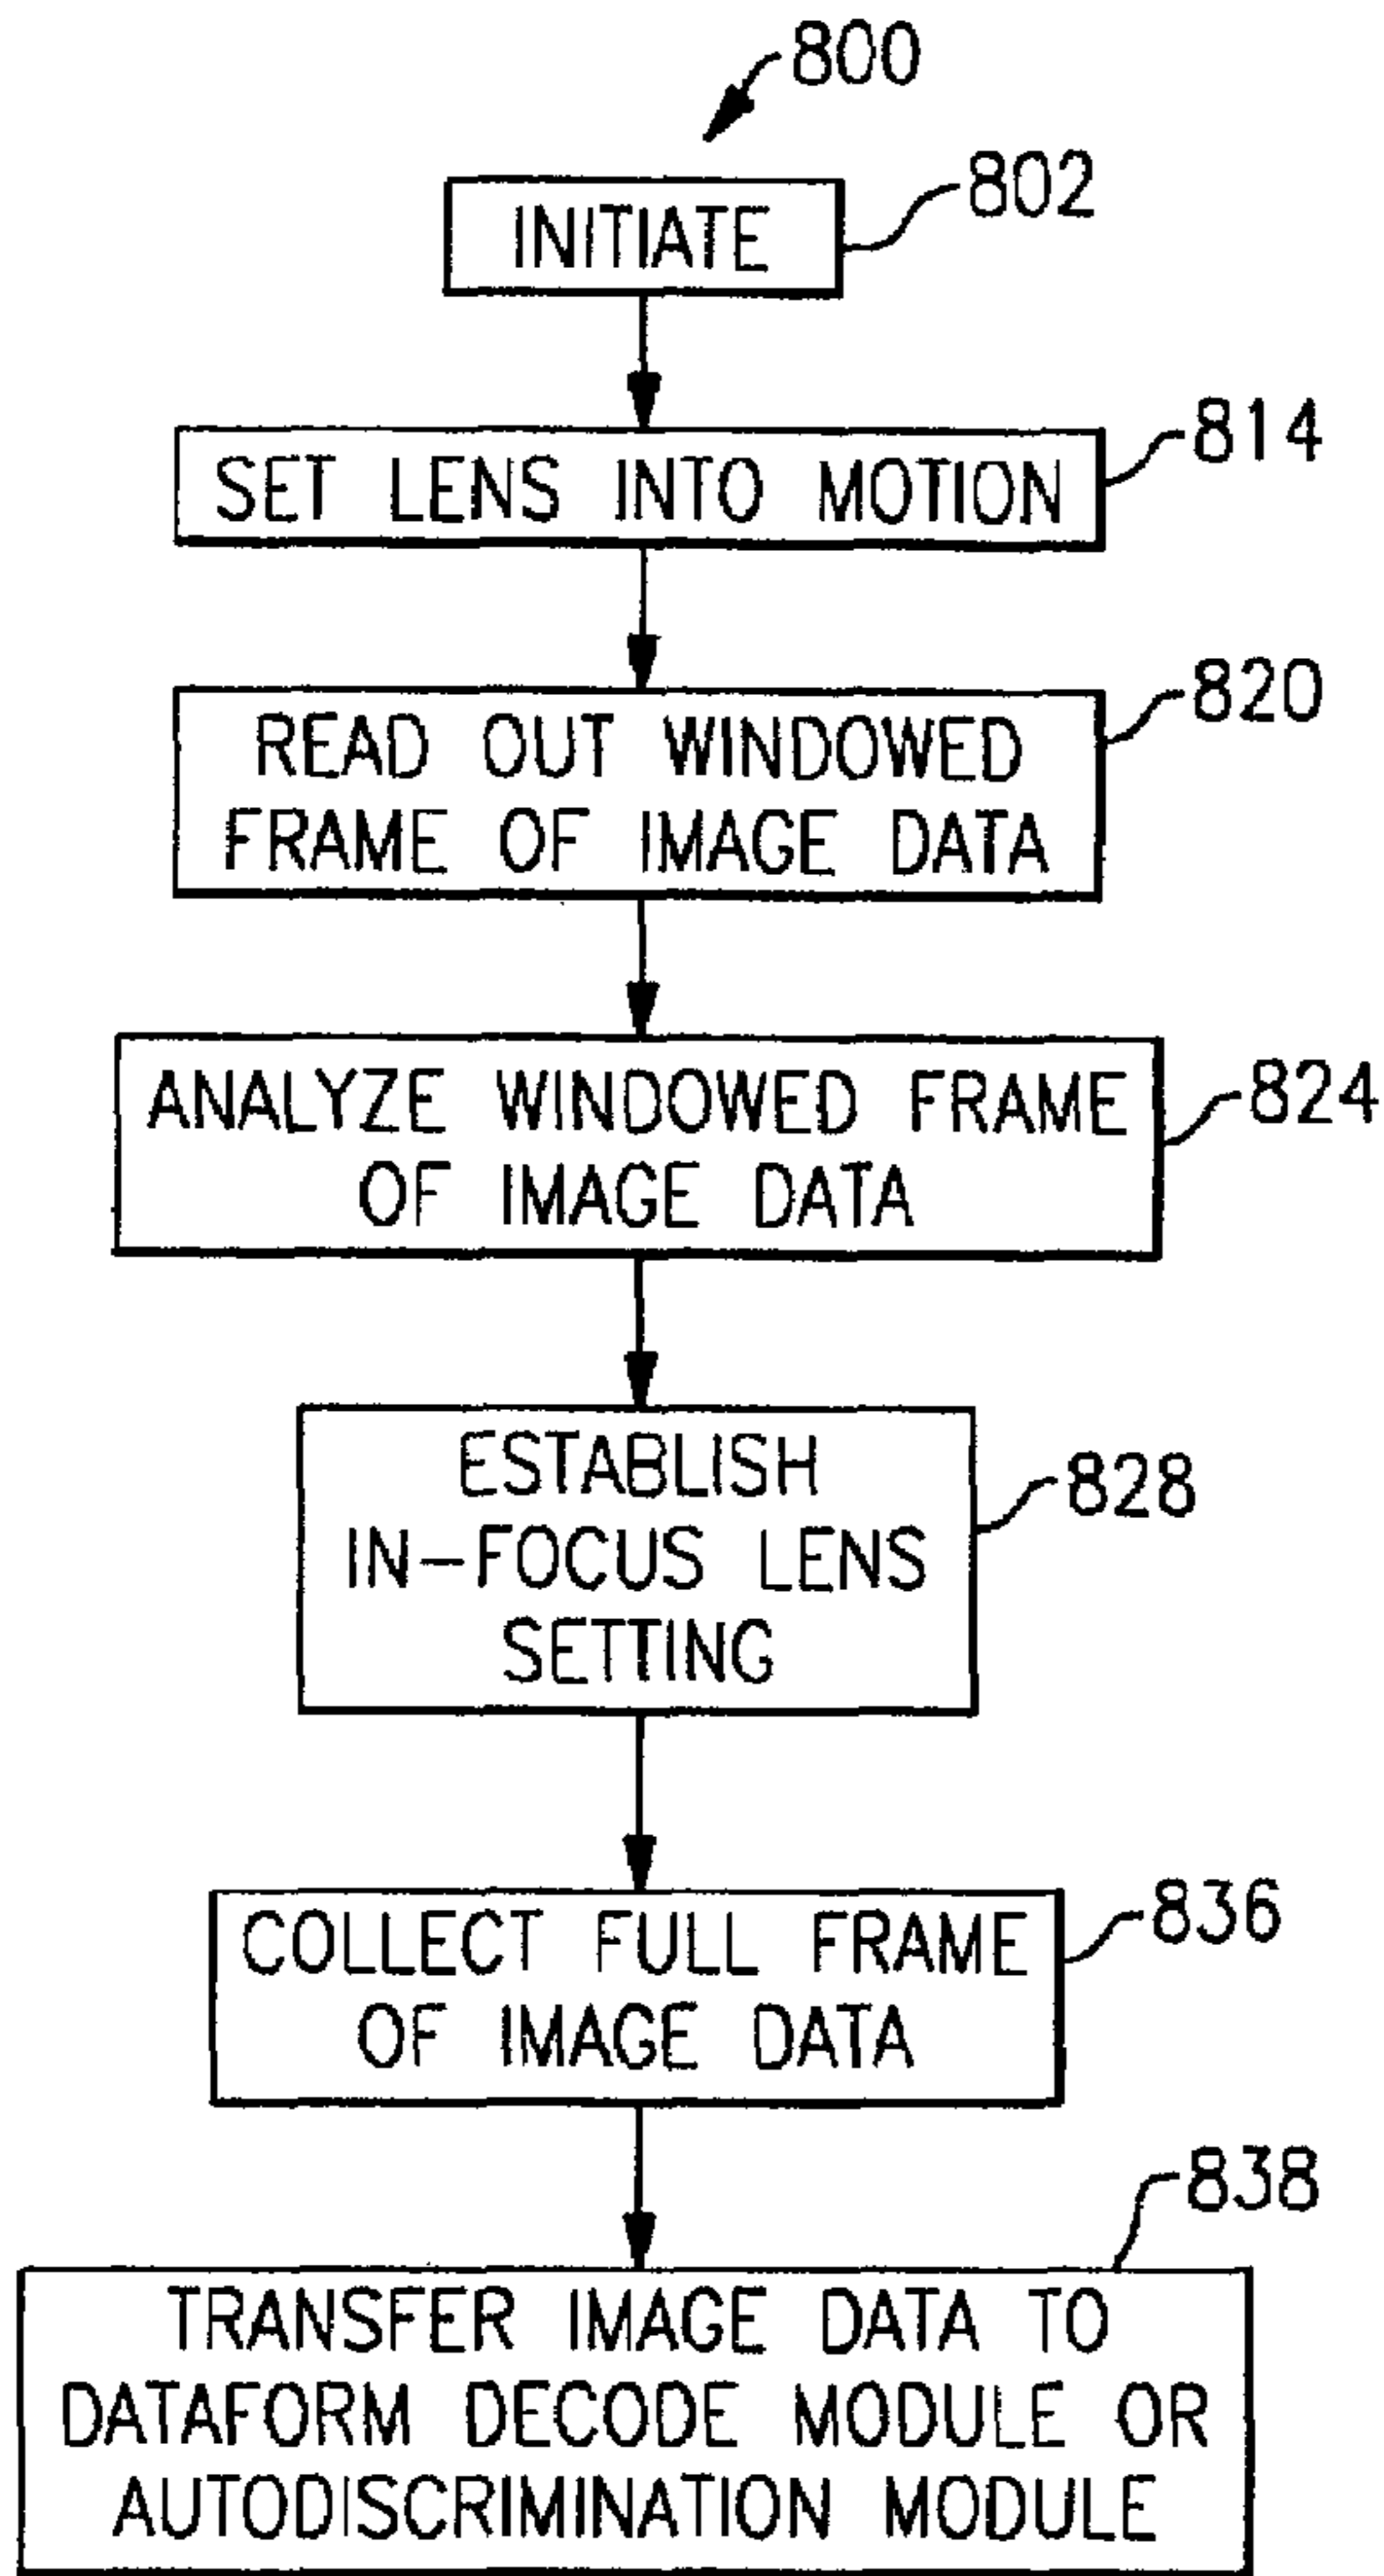 800
INITIATE
802
SET LENS INTO MOTION
814
READ OUT WINDOWED
FRAME OF IMAGE DATA
820
ANALYZE WINDOWED FRAME
OF IMAGE DATA
824
ESTABLISH
IN-FOCUS LENS
SETTING
828
COLLECT FULL FRAME
OF IMAGE DATA
836
TRANSFER IMAGE DATA TO
DATAFORM DECODE MODULE OR
AUTODISCRIMINATION MODULE
838